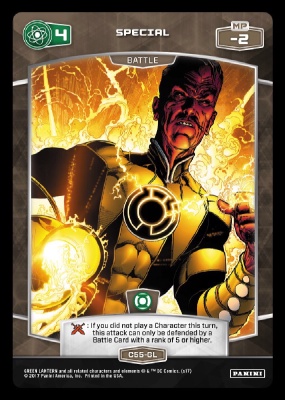 4
SPECIAL
MP
-2
BATTLE
: If you did not play a Character this turn,
this attack can only be defended by a
Battle Card with a rank of 5 or higher.
GREEN LANTERN and all related characters and elements © & ™ DC Comics. (s17)
© 2017 Panini America, Inc. Printed in the USA.
C55-GL
PANINI